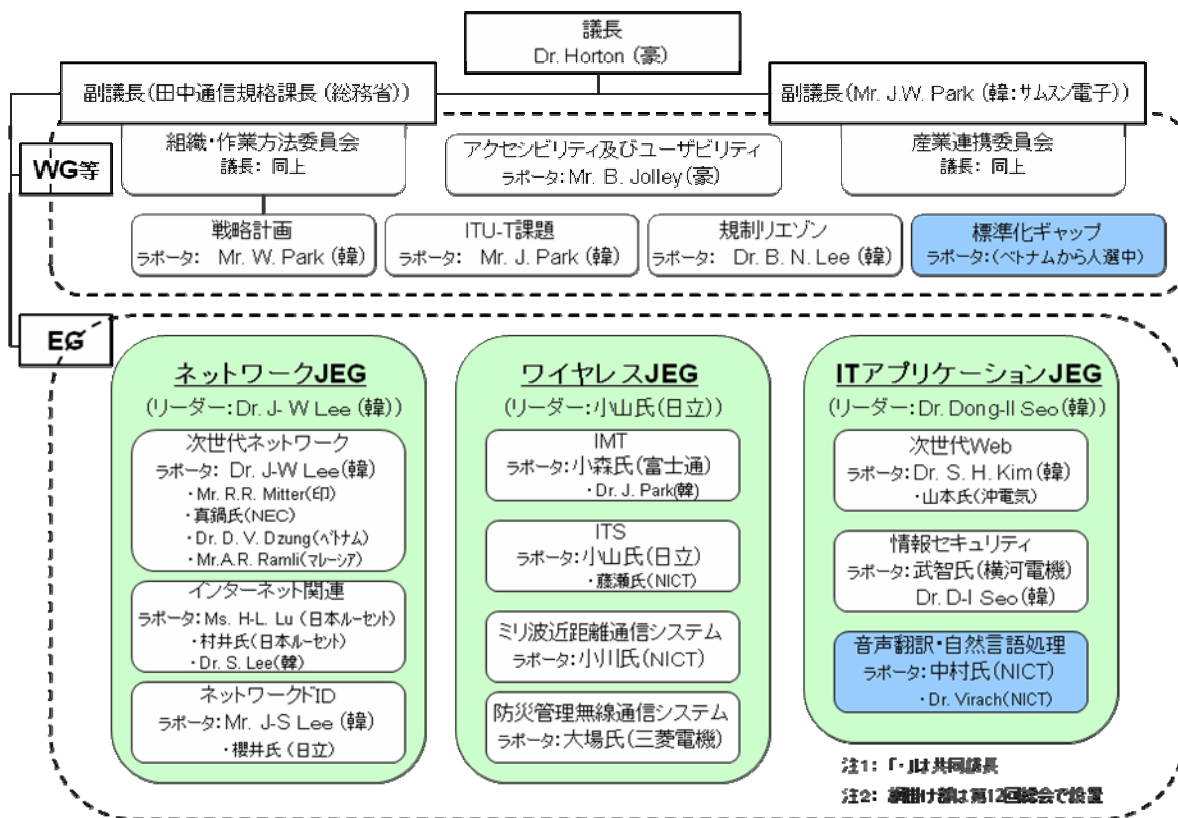 議長
Dr. Horton (豪)
副議長(田中通信規格課長 (総務省))
副議長(Mr. J.W. Park (韓:サムスン電子))
WG等
組織・作業方法委員会
議長: 同上
アクセシビリティ及びユーザビリティ
ラポータ: Mr. B. Jolley(豪)
産業連携委員会
議長: 同上
戦略計画
ラポータ: Mr. W. Park (韓)
ITU-T課題
ラポータ: Mr. J. Park (韓)
規制リエゾン
ラポータ: Dr. B. N. Lee (韓)
標準化ギャップ
ラポータ:(ベトナムから人選中)
EG
ネットワークJEG
(リーダー:Dr. J- W Lee (韓))
次世代ネットワーク
ラポータ: Dr. J-W Lee(韓)
・Mr. R.R. Mitter(印)
・真鍋氏(NEC)
・Dr. D. V. Dzung(ベトナム)
・Mr.A.R. Ramli(マレーシア)
インターネット関連
ラポータ: Ms. H-L. Lu (日本ルーセット)
・村井氏(日本ルーセット)
・Dr. S. Lee(韓)
ネットワークドID
ラポータ: Mr. J-S Lee (韓)
・櫻井氏 (日立)
ワイヤレスJEG
(リーダー:小山氏(日立))
IMT
ラポータ:小森氏(富士通)
・Dr. J. Park(韓)
ITS
ラポータ:小山氏(日立)
・藤瀬氏(NICT)
ミリ波近距離通信システム
ラポータ:小川氏(NICT)
防災管理無線通信システム
ラポータ:大場氏(三菱電機)
ITアプリケーションJEG
(リーダー:Dr. Dong-Il Seo(韓))
次世代Web
ラポータ:Dr. S. H. Kim(韓)
・山本氏(沖電気)
情報セキュリティ
ラポータ:武智氏(横河電機)
Dr. D-I Seo(韓)
音声翻訳・自然言語処理
ラポータ:中村氏(NICT)
・Dr. Virach(NICT)
注1: 「・」は共同議長
注2: 網掛け部は第12回総会で設置